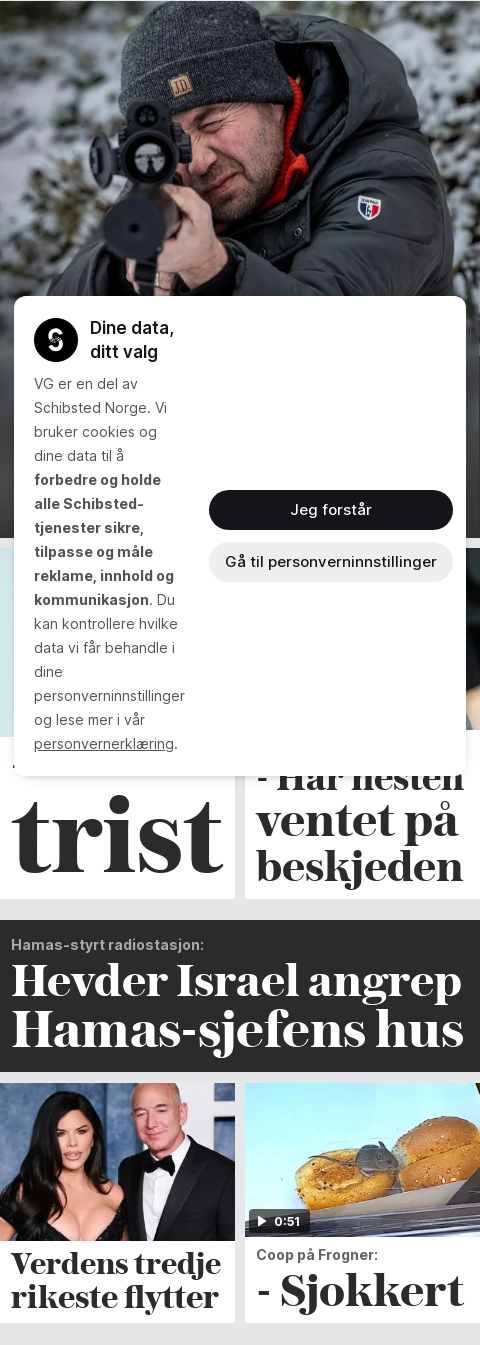 J.D.
Dine data,
ditt valg
VG er en del av
Schibsted Norge. Vi
bruker cookies og
dine data til å
forbedre og holde
alle Schibsted-
tjenester sikre,
tilpasse og måle
reklame, innhold og
kommunikasjon. Du
kan kontrollere hvilke
data vi får behandle i
dine
personverninnstillinger
og lese mer i vår
personvernerklæring.
Jeg forstår
Gå til personverninnstillinger
trist
- Har nesten
ventet på
beskjeden
Hamas-styrt radiostasjon:
Hevder Israel angrep
Hamas-sjefens hus
Verdens tredje
rikeste flytter
0:51
Coop på Frogner:
- Sjokkert